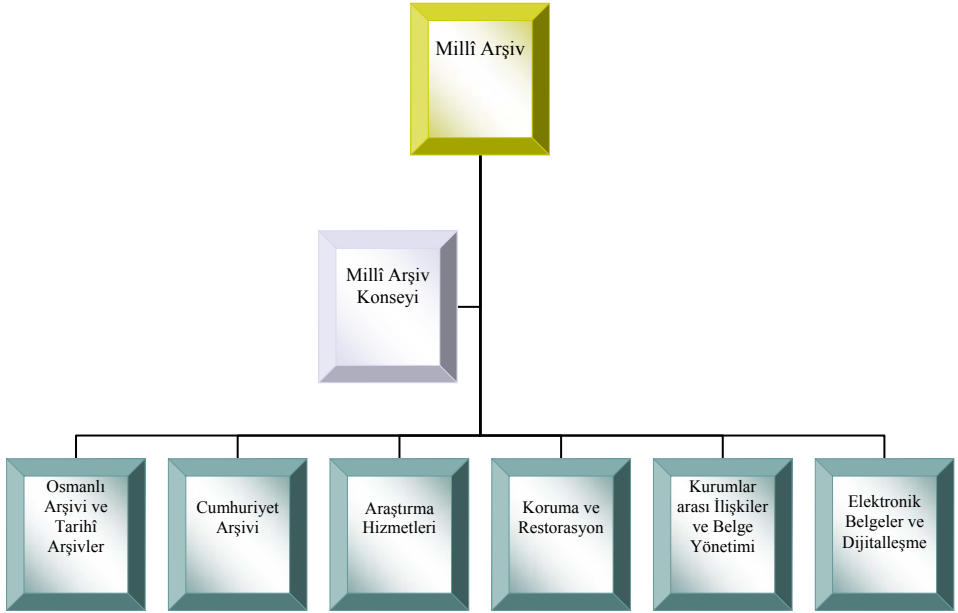 Millî Arşiv
Millî Arşiv
Konseyi
Osmanlı
Arşivi ve
Tarihî
Arşivler
Cumhuriyet
Arşivi
Araştırma
Hizmetleri
Koruma ve
Restorasyon
Kurumlar
arası İlişkiler
ve Belge
Yönetimi
Elektronik
Belgeler ve
Dijitalleşme